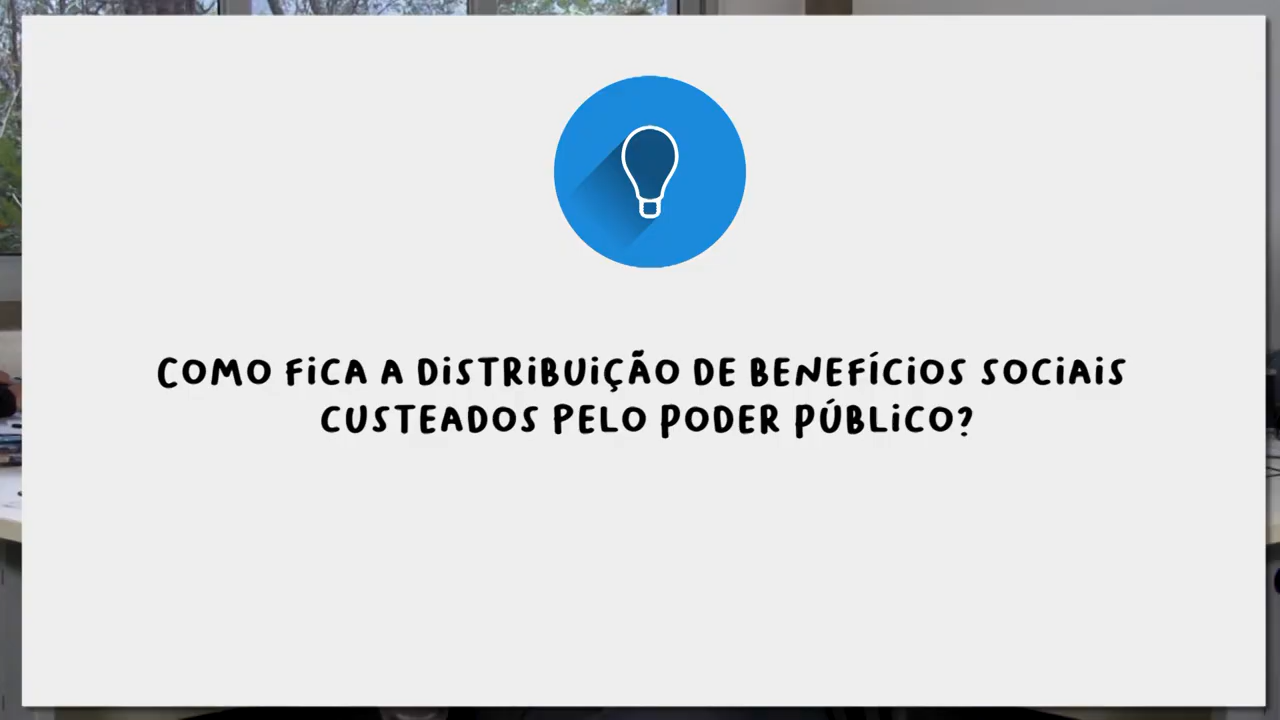 COMO FICA A DISTRIBUIÇÃO DE BENEFÍCIOS SOCIAIS
CUSTEADOS PELO PODER PÚBLICO?